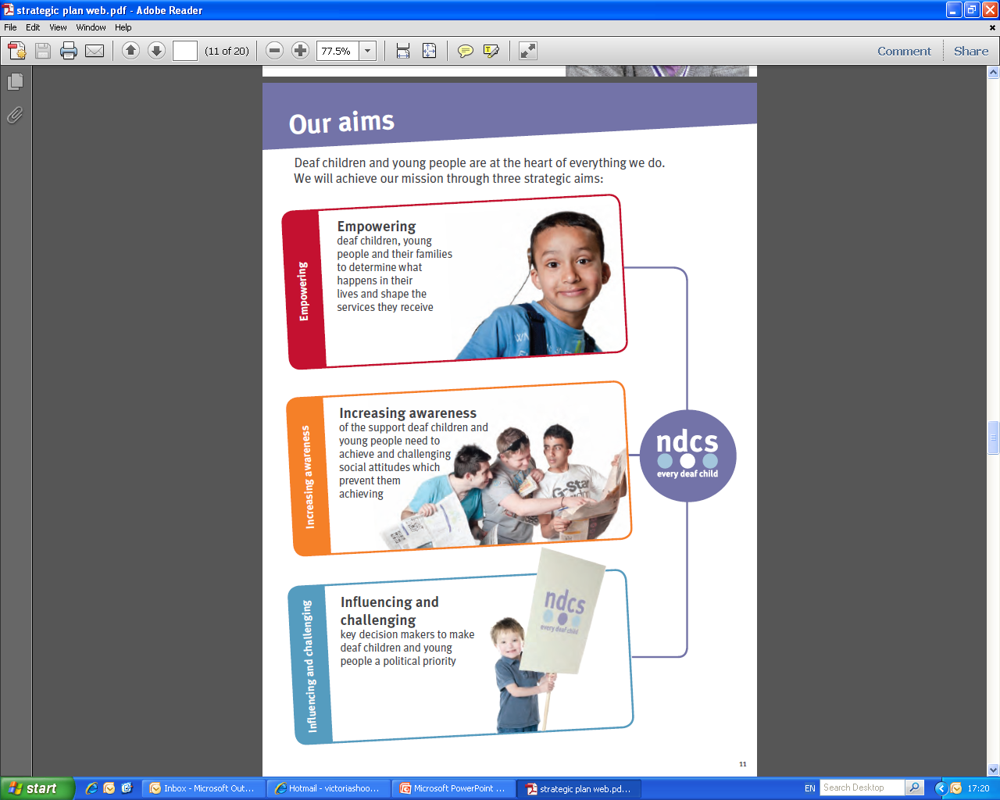 strategic plan web.pdf - Adobe Reader
File Edit View Window Help
(11 of 20) 77.5% Comment Share
Our aims
Deaf children and young people are at the heart of everything we do.
We will achieve our mission through three strategic aims:
Empowering
Empowering
deaf children, young
people and their families
to determine what
happens in their
lives and shape the
services they receive
Increasing awareness
Increasing awareness
of the support deaf children and
young people need to
achieve and challenging
social attitudes which
prevent them
achieving
G-Star
ndcs
every deaf child
Influencing and challenging
Influencing and
challenging
key decision makers to make
deaf children and young
people a political priority
ndcs
every deaf child
11
start Inbox - Microsoft Out... Hotmail - victoriashoo... Microsoft PowerPoint ... strategic plan web.pd... EN Search Desktop 17:20